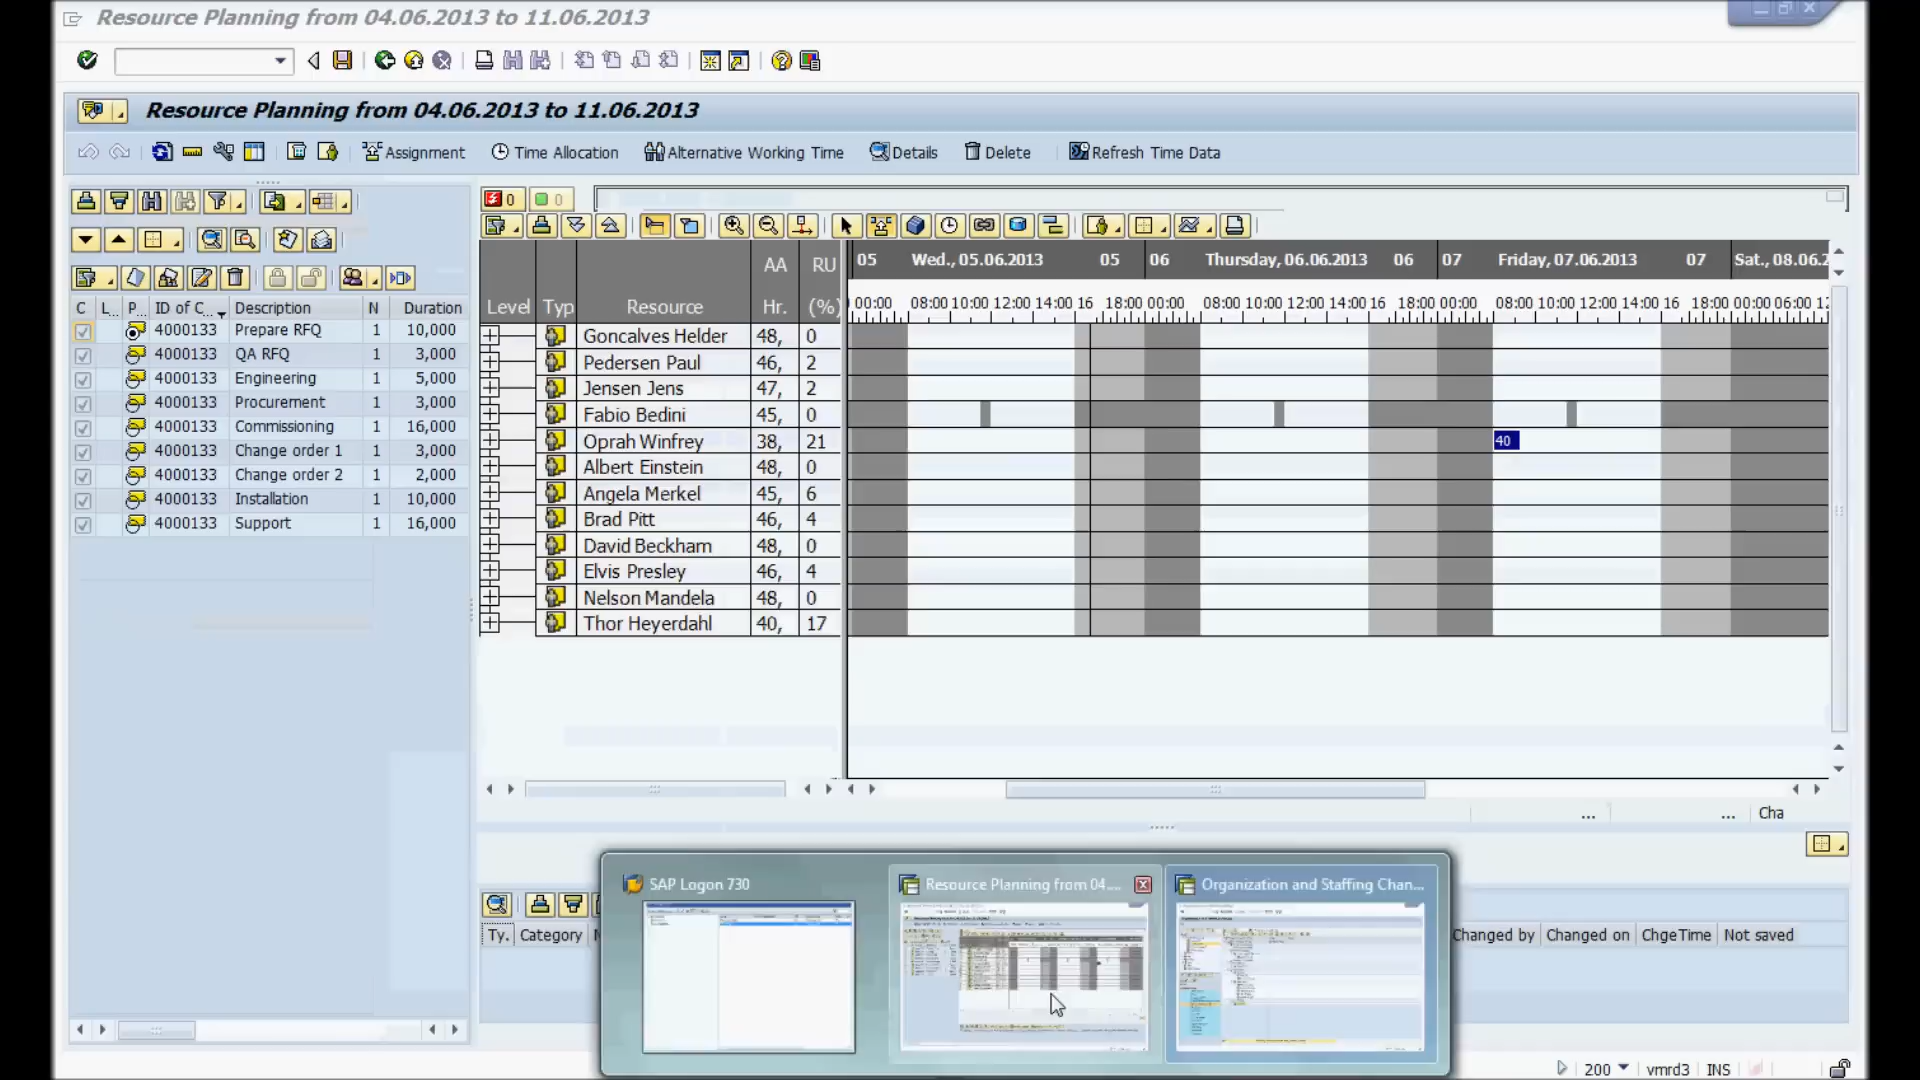 Resource Planning from 04.06.2013 to 11.06.2013
Resource Planning from 04.06.2013 to 11.06.2013
Assignment Time Allocation Alternative Working Time Details Delete Refresh Time Data
0 0
C L... P... ID of C... Description N Duration
4000133 Prepare RFQ 1 10,000
4000133 QA RFQ 1 3,000
4000133 Engineering 1 5,000
4000133 Procurement 1 3,000
4000133 Commissioning 1 16,000
4000133 Change order 1 1 3,000
4000133 Change order 2 1 2,000
4000133 Installation 1 10,000
4000133 Support 1 16,000
AA RU 05 Wed., 05.06.2013 05 06 Thursday, 06.06.2013 06 07 Friday, 07.06.2013 07 Sat., 08.06.2
Level Typ Resource Hr. (%) 00:00 08:00 10:00 12:00 14:00 16 18:00 00:00 08:00 10:00 12:00 14:00 16 18:00 00:00 08:00 10:00 12:00 14:00 16 18:00 00:00 06:00 12
Goncalves Helder 48, 0
Pedersen Paul 46, 2
Jensen Jens 47, 2
Fabio Bedini 45, 0
Oprah Winfrey 38, 21 40
Albert Einstein 48, 0
Angela Merkel 45, 6
Brad Pitt 46, 4
David Beckham 48, 0
Elvis Presley 46, 4
Nelson Mandela 48, 0
Thor Heyerdahl 40, 17
... ... Cha
SAP Logon 730 Resource Planning from 04.... Organization and Staffing Chan...
Ty. Category Changed by Changed on ChgeTime Not saved
200 vmrd3 INS